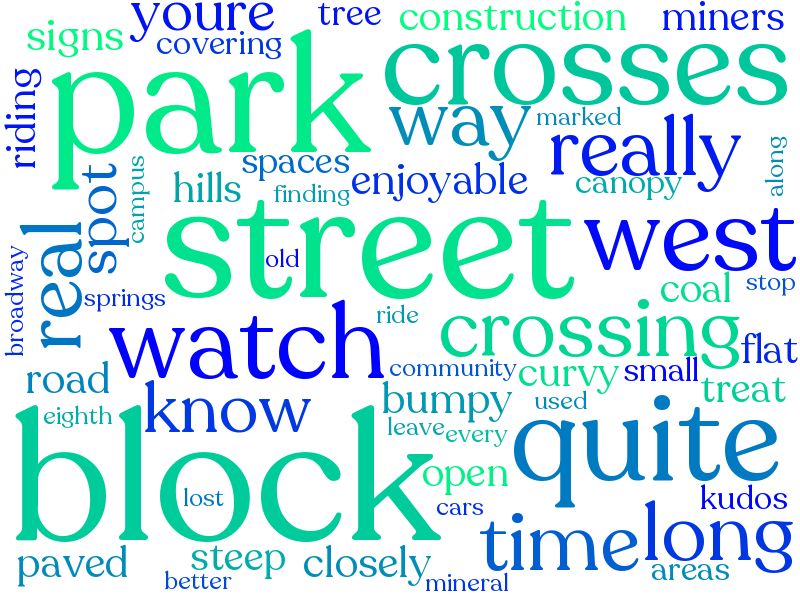 youre
tree
construction
miners
signs
covering
park
crosses
riding
way
marked
really
along
spaces
campus
hills
finding
enjoyable
canopy
spot
street
west
real
old
broadway
springs
stop
coal
ride
watch
crossing
flat
community
curvy
small
road
treat
know
bumpy
used
eighth
leave
every
quite
block
open
lost
cars
kudos
time
long
paved
steep
closely
areas
better
mineral